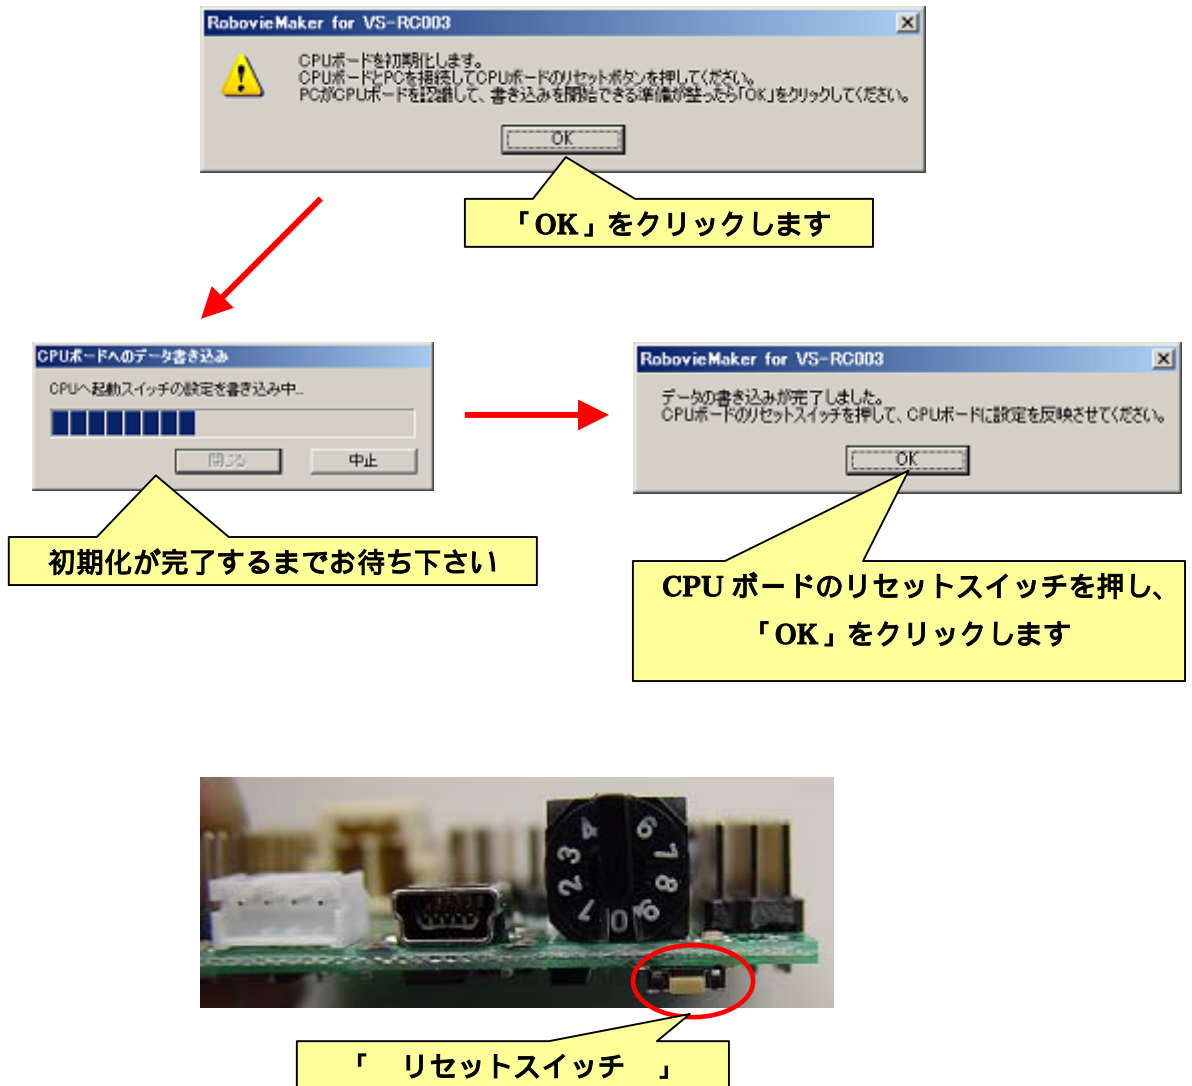 RobovieMaker for VS-RC003
CPUボードを初期化します。
CPUボードとPCを接続してCPUボードのリセットボタンを押してください。
PCがCPUボードを認識して、書き込みを開始できる準備が整ったら「OK」をクリックしてください。
OK
「OK」をクリックします
CPUボードへのデータ書き込み
CPUへ起動スイッチの設定を書き込み中...
閉じる
中止
初期化が完了するまでお待ち下さい
RobovieMaker for VS-RC003
データの書き込みが完了しました。
CPUボードのリセットスイッチを押して、CPUボードに設定を反映させてください。
OK
CPU ボードのリセットスイッチを押し、
「OK」をクリックします
4
3
2
1
0
9
8
7
6
「　リセットスイッチ　」